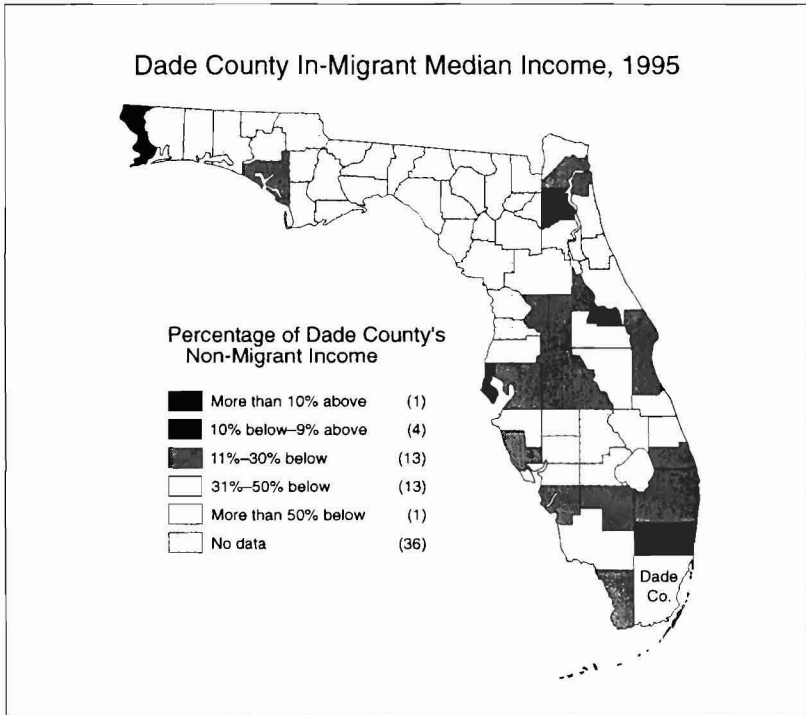 Dade County In-Migrant Median Income, 1995
Percentage of Dade County's
Non-Migrant Income
More than 10% above (1)
10% below–9% above (4)
11%–30% below (13)
31%–50% below (13)
More than 50% below (1)
No data (36)
Dade
Co.